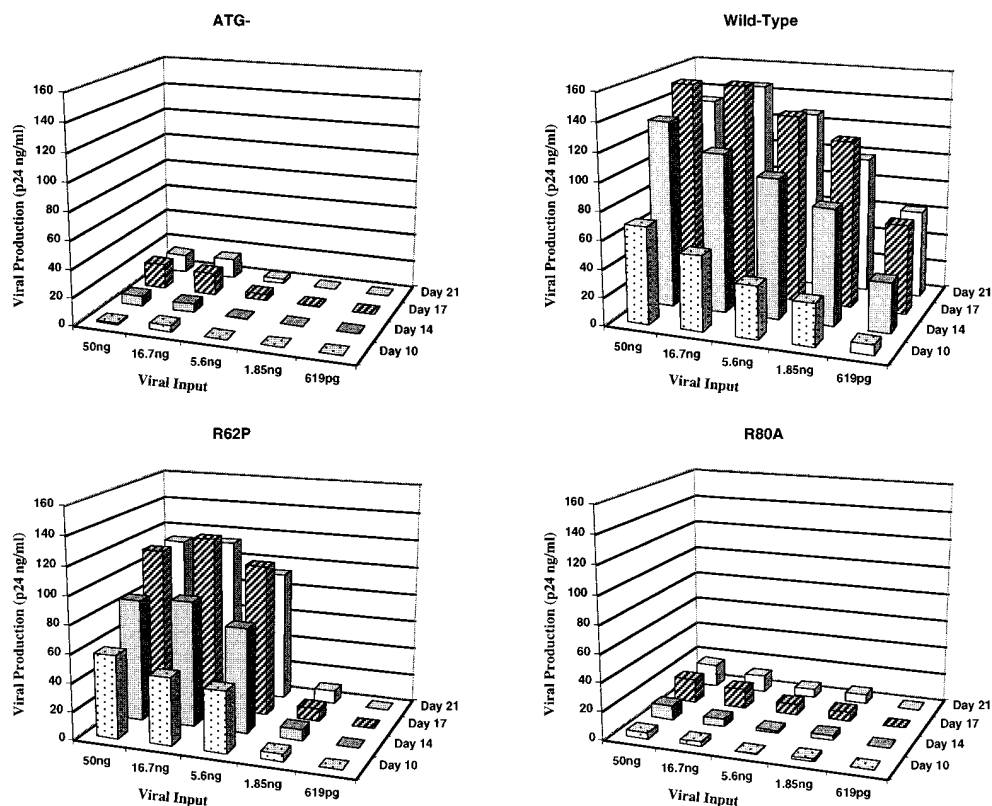 ATG-
Viral Production (p24 ng/ml)
160
140
120
100
80
60
40
20
0
50ng
16.7ng
5.6ng
1.85ng
619pg
Viral Input
Day 21
Day 17
Day 14
Day 10
Wild-Type
Viral Production (p24 ng/ml)
160
140
120
100
80
60
40
20
0
50ng
16.7ng
5.6ng
1.85ng
619pg
Viral Input
Day 21
Day 17
Day 14
Day 10
R62P
Viral Production (p24 ng/ml)
160
140
120
100
80
60
40
20
0
50ng
16.7ng
5.6ng
1.85ng
619pg
Viral Input
Day 21
Day 17
Day 14
Day 10
R80A
Viral Production (p24 ng/ml)
160
140
120
100
80
60
40
20
0
50ng
16.7ng
5.6ng
1.85ng
619pg
Viral Input
Day 21
Day 17
Day 14
Day 10